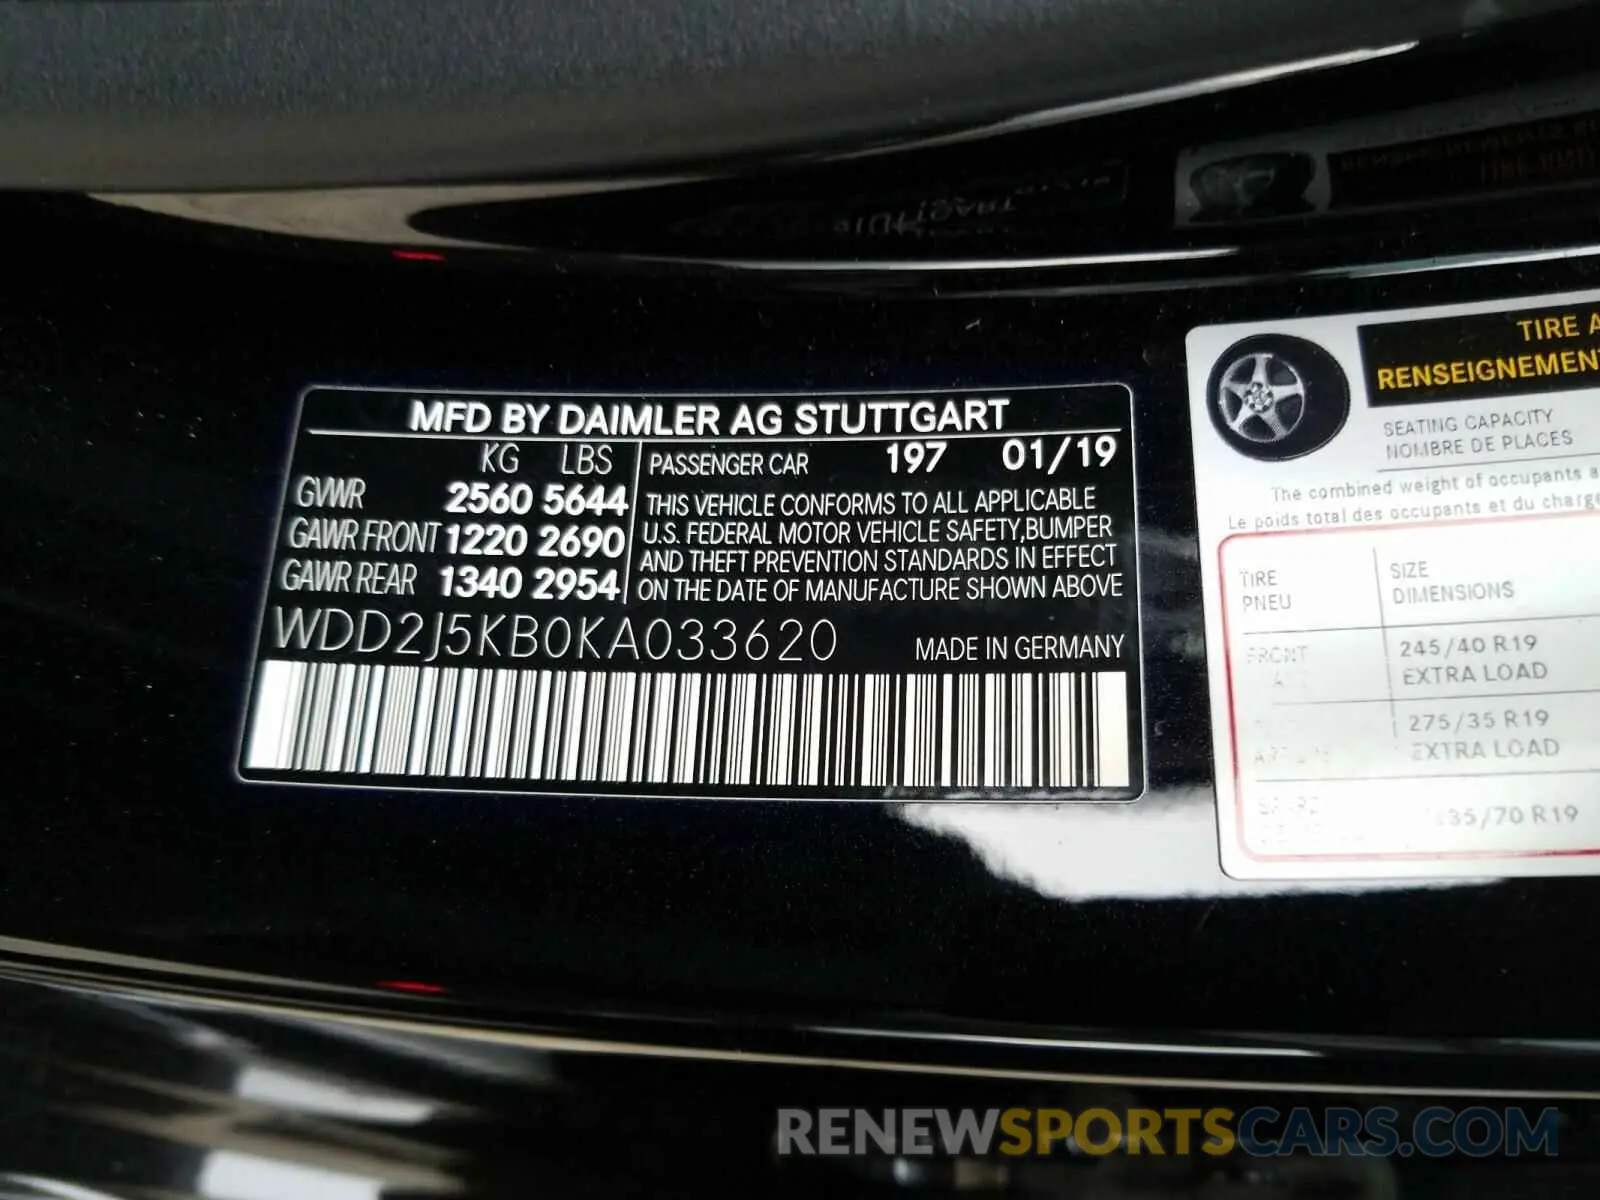 MFD BY DAIMLER AG STUTTGART
KG LBS
GVWR 2560 5644
GAWR FRONT 1220 2690
GAWR REAR 1340 2954
PASSENGER CAR 197 01/19
THIS VEHICLE CONFORMS TO ALL APPLICABLE
U.S. FEDERAL MOTOR VEHICLE SAFETY,BUMPER
AND THEFT PREVENTION STANDARDS IN EFFECT
ON THE DATE OF MANUFACTURE SHOWN ABOVE
WDD2J5KB0KA033620 MADE IN GERMANY
TIRE
RENSEIGNEMENT
SEATING CAPACITY
NOMBRE DE PLACES
The combined weight of occupants
Le poids total des occupants et du charge
TIRE SIZE
PNEU DIMENSIONS
FRONT 245/40 R19
EXTRA LOAD
275/35 R19
EXTRA LOAD
35/70 R19
RENEWSPORTSCARS.COM